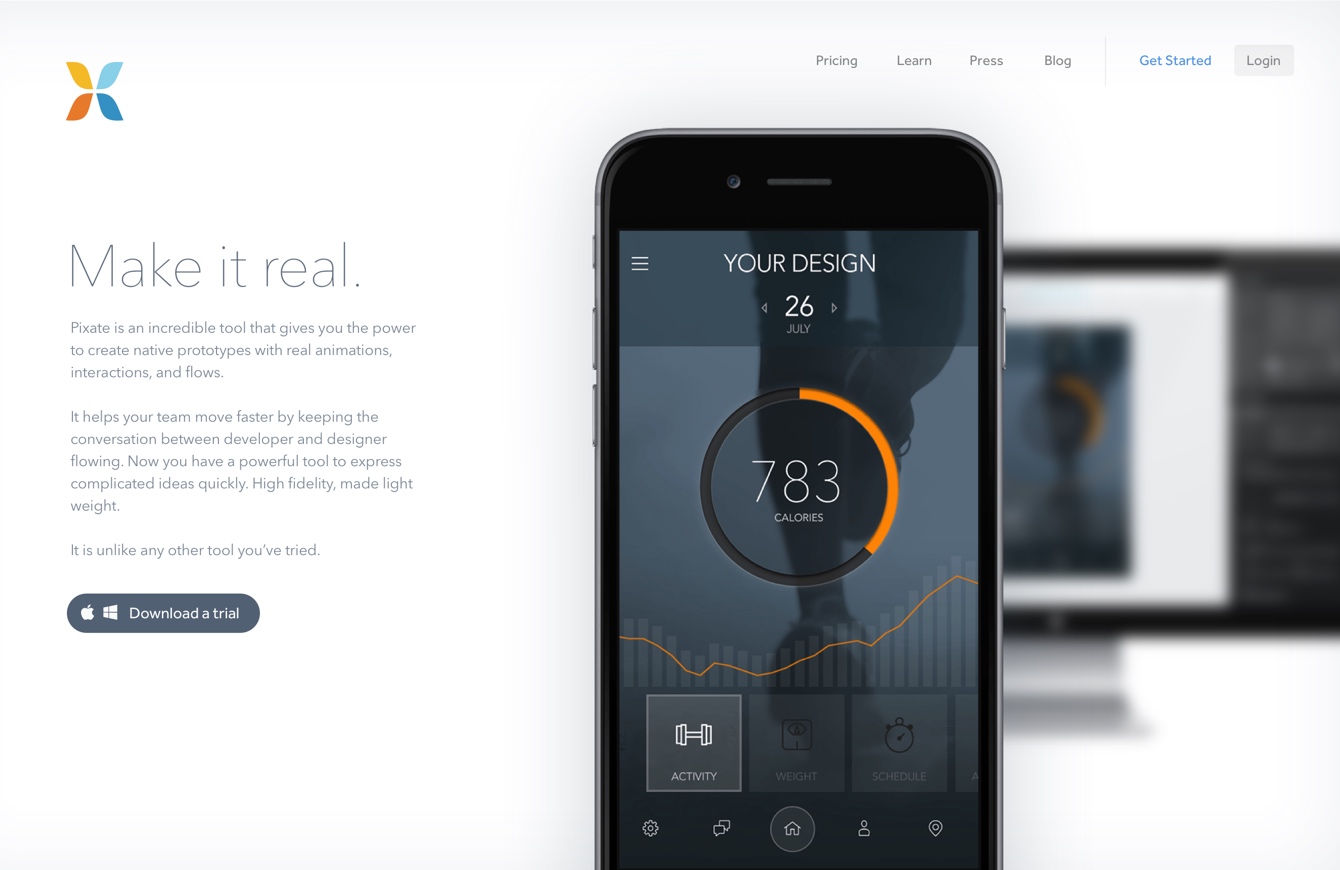 Pricing Learn Press Blog Get Started Login
Make it real.
Pixate is an incredible tool that gives you the power
to create native prototypes with real animations,
interactions, and flows.
It helps your team move faster by keeping the
conversation between developer and designer
flowing. Now you have a powerful tool to express
complicated ideas quickly. High fidelity, made light
weight.
It is unlike any other tool you’ve tried.
Download a trial
YOUR DESIGN
26
JULY
783
CALORIES
ACTIVITY WEIGHT SCHEDULE A